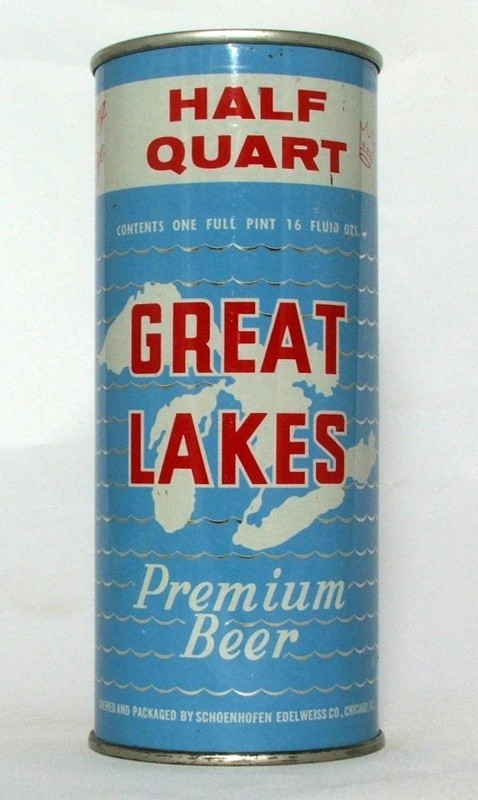 HALF
QUART
CONTENTS ONE FULL PINT 16 FLUID OZS.
GREAT
LAKES
Premium
Beer
BREWED AND PACKAGED BY SCHOENHOFEN EDELWEISS CO., CHICAGO, ILL.